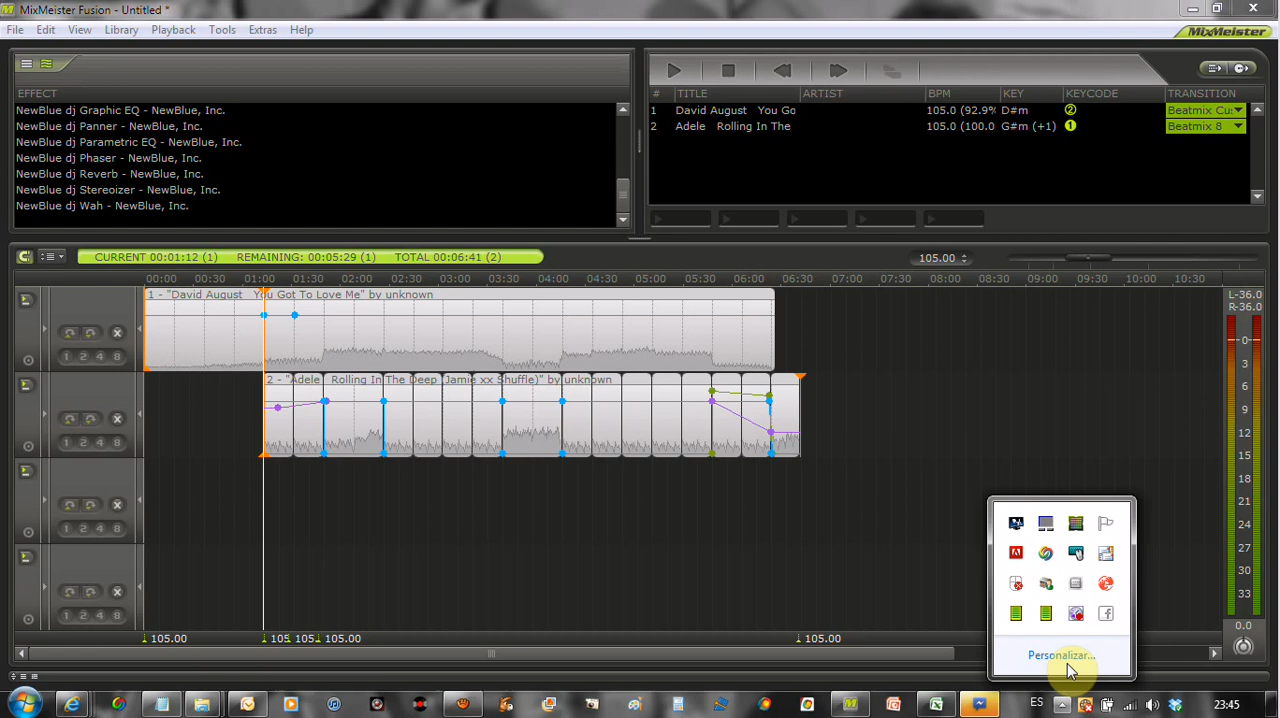 MixMeister Fusion - Untitled *
File Edit View Library Playback Tools Extras Help
MixMeister
EFFECT
NewBlue dj Graphic EQ - NewBlue, Inc.
NewBlue dj Panner - NewBlue, Inc.
NewBlue dj Parametric EQ - NewBlue, Inc.
NewBlue dj Phaser - NewBlue, Inc.
NewBlue dj Reverb - NewBlue, Inc.
NewBlue dj Stereoizer - NewBlue, Inc.
NewBlue dj Wah - NewBlue, Inc.
# TITLE ARTIST BPM KEY KEYCODE TRANSITION
1 David August You Go 105.0 (92.9% D#m 2 Beatmix Cu:
2 Adele Rolling In The 105.0 (100.0 G#m (+1) 1 Beatmix 8
CURRENT 00:01:12 (1) REMAINING: 00:05:29 (1) TOTAL 00:06:41 (2)
105.00
00:00 00:30 01:00 01:30 02:00 02:30 03:00 03:30 04:00 04:30 05:00 05:30 06:00 06:30 07:00 07:30 08:00 08:30 09:00 09:30 10:00 10:30
1 - "David August You Got To Love Me" by unknown
x
1 2 4 8
2 - "Adele Rolling In The Deep (Jamie xx Shuffle)" by unknown
x
1 2 4 8
x
1 2 4 8
x
1 2 4 8
L-36.0
R-36.0
0
3
6
9
12
15
18
21
24
27
30
33
0.0
105.00 105 105 105.00 105.00
Personalizar...
ES
23:45